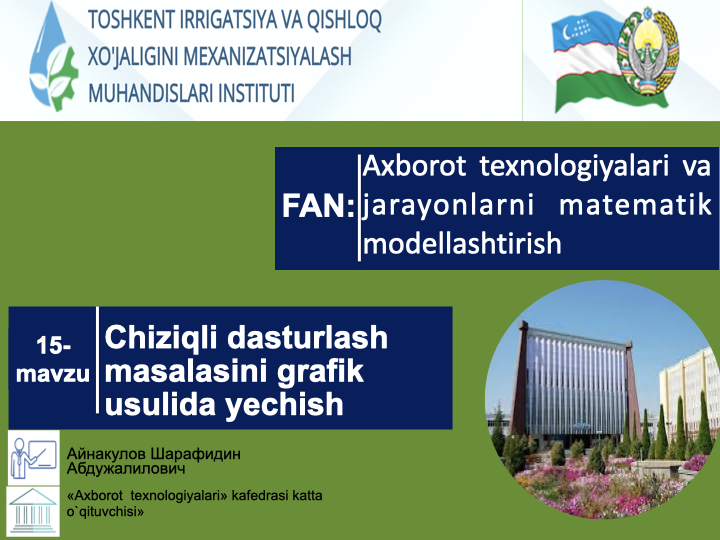 TOSHKENT IRRIGATSIYA VA QISHLOQ
XO'JALIGINI MEXANIZATSIYALASH
MUHANDISLARI INSTITUTI
FAN:
Axborot texnologiyalari va
jarayonlarni matematik
modellashtirish
15-
mavzu
Chiziqli dasturlash
masalasini grafik
usulida yechish
Айнакулов Шарафидин
Абдужалилович
«Axborot texnologiyalari» kafedrasi katta
o`qituvchisi»